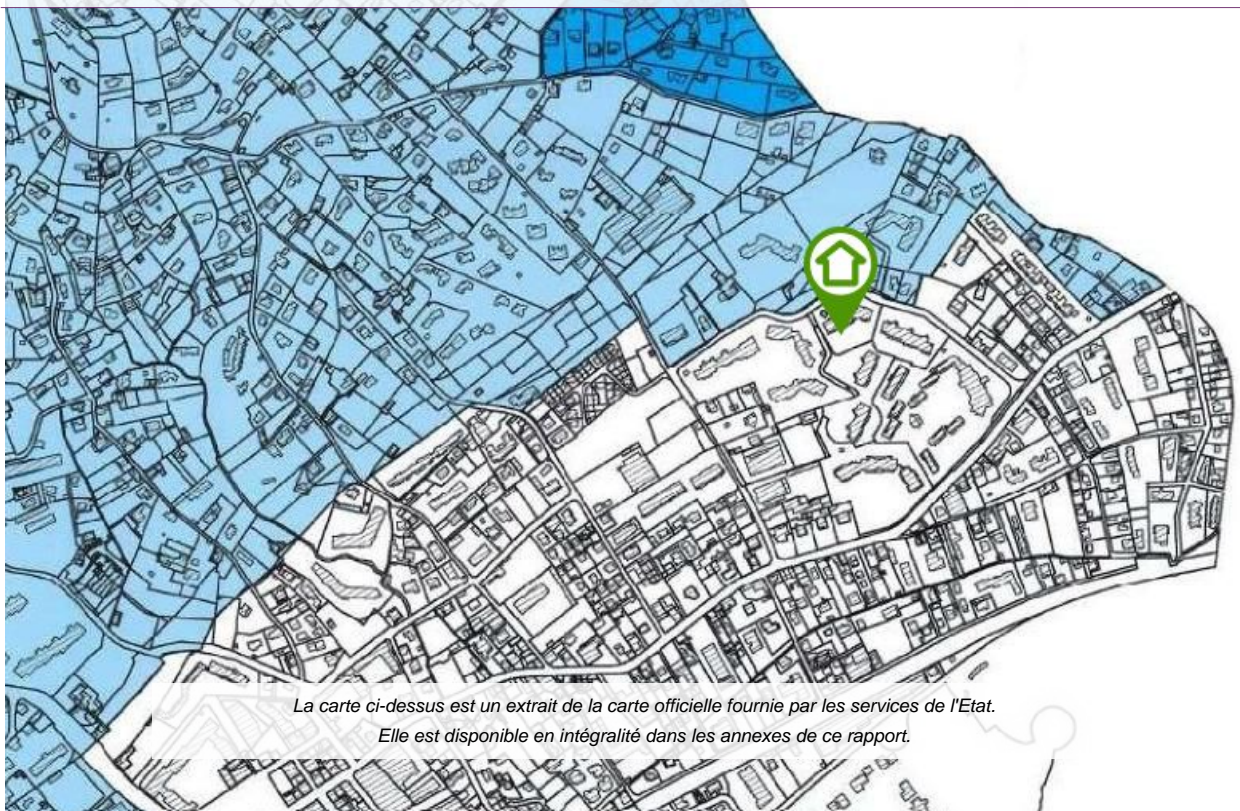 La carte ci-dessus est un extrait de la carte officielle fournie par les services de l'Etat.
Elle est disponible en intégralité dans les annexes de ce rapport.